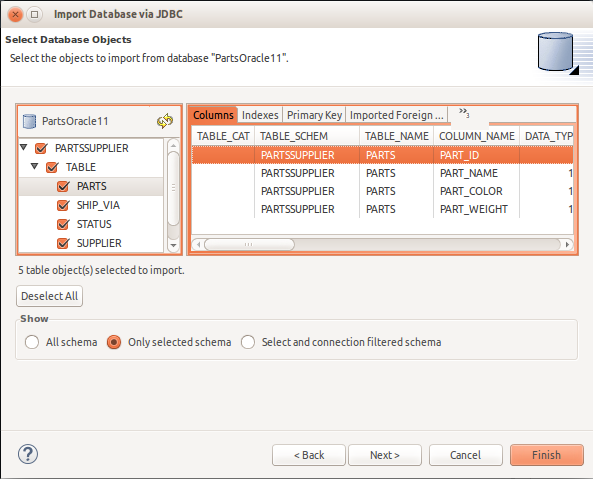 Import Database via JDBC
Select Database Objects
Select the objects to import from database "PartsOracle11".
PartsOracle11
PARTSSUPPLIER
TABLE
PARTS
SHIP_VIA
STATUS
SUPPLIER
Columns Indexes Primary Key Imported Foreign ... »3
TABLE_CAT TABLE_SCHEM TABLE_NAME COLUMN_NAME DATA_TYP
PARTSSUPPLIER PARTS PART_ID
PARTSSUPPLIER PARTS PART_NAME 1
PARTSSUPPLIER PARTS PART_COLOR 1
PARTSSUPPLIER PARTS PART_WEIGHT 1
5 table object(s) selected to import.
Deselect All
Show
All schema Only selected schema Select and connection filtered schema
? < Back Next > Cancel Finish